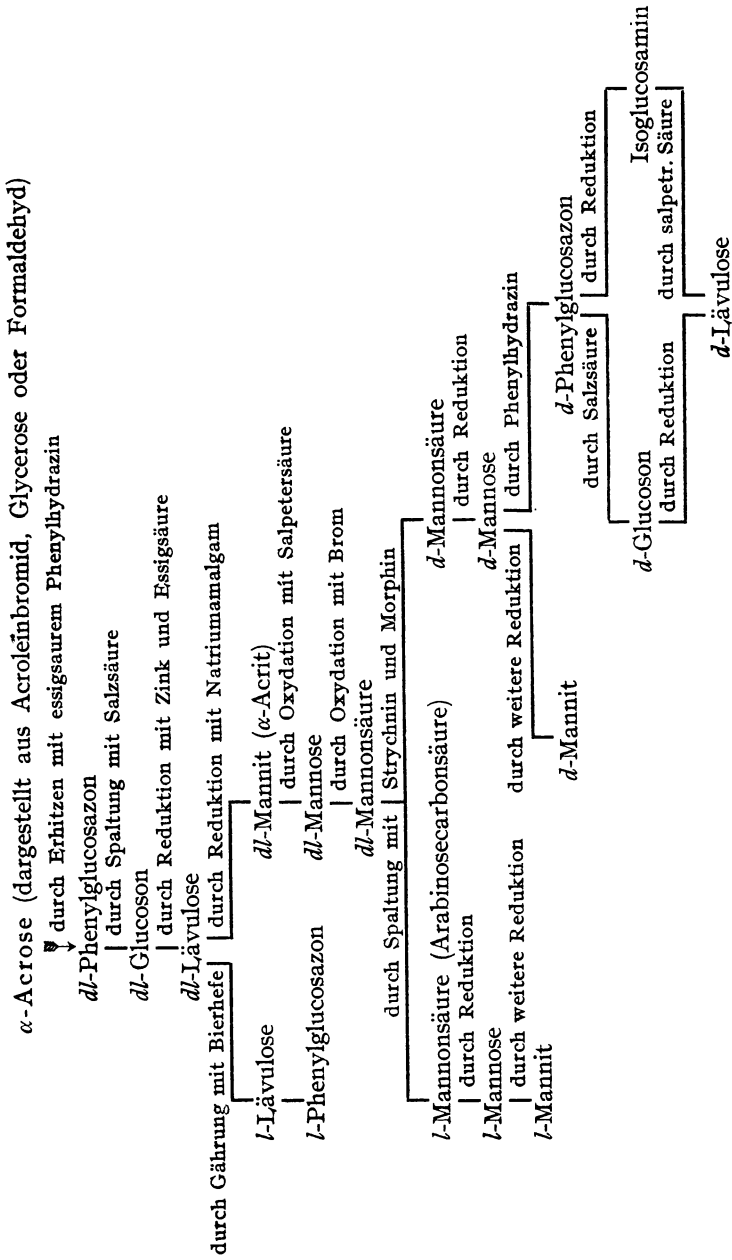 α-Acrose (dargestellt aus Acroleïnbromid, Glycerose oder Formaldehyd)
durch Erhitzen mit essigsaurem Phenylhydrazin
dl-Phenylglucosazon
durch Spaltung mit Salzsäure
dl-Glucoson
durch Reduktion mit Zink und Essigsäure
dl-Lävulose
durch Gährung mit Bierhefe
durch Reduktion mit Natriumamalgam
l-Lävulose
dl-Mannit (α-Acrit)
durch Oxydation mit Salpetersäure
l-Phenylglucosazon
dl-Mannose
durch Oxydation mit Brom
dl-Mannonsäure
durch Spaltung mit Strychnin und Morphin
l-Mannonsäure (Arabinosecarbonsäure)
d-Mannonsäure
durch Reduktion
durch Reduktion
l-Mannose
d-Mannose
durch weitere Reduktion
durch weitere Reduktion
durch Phenylhydrazin
l-Mannit
d-Mannit
d-Phenylglucosazon
durch Salzsäure
durch Reduktion
d-Glucoson
Isoglucosamin
durch Reduktion
durch salpetr. Säure
d-Lävulose